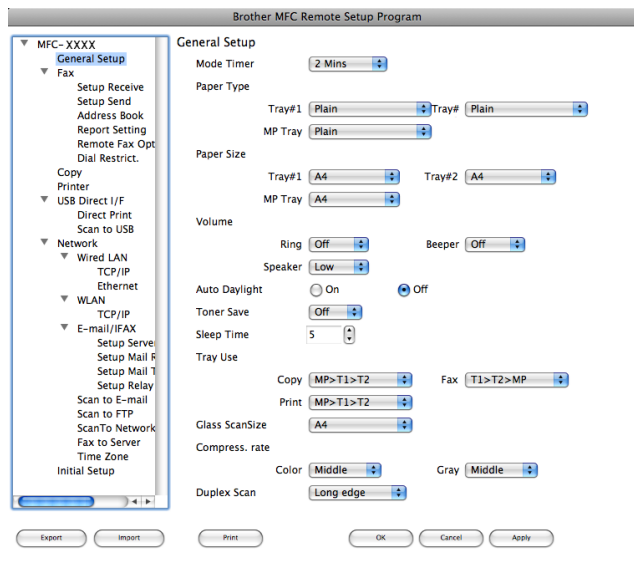 Brother MFC Remote Setup Program
MFC-XXXX
General Setup
Fax
Setup Receive
Setup Send
Address Book
Report Setting
Remote Fax Opt
Dial Restrict.
Copy
Printer
USB Direct I/F
Direct Print
Scan to USB
Network
Wired LAN
TCP/IP
Ethernet
WLAN
TCP/IP
E-mail/IFAX
Setup Server
Setup Mail R
Setup Mail T
Setup Relay
Scan to E-mail
Scan to FTP
ScanTo Network
Fax to Server
Time Zone
Initial Setup
General Setup
Mode Timer 2 Mins
Paper Type
Tray#1 Plain Tray# Plain
MP Tray Plain
Paper Size
Tray#1 A4 Tray#2 A4
MP Tray A4
Volume
Ring Off Beeper Off
Speaker Low
Auto Daylight On Off
Toner Save Off
Sleep Time 5
Tray Use
Copy MP>T1>T2 Fax T1>T2>MP
Print MP>T1>T2
Glass ScanSize A4
Compress. rate
Color Middle Gray Middle
Duplex Scan Long edge
Export Import Print OK Cancel Apply